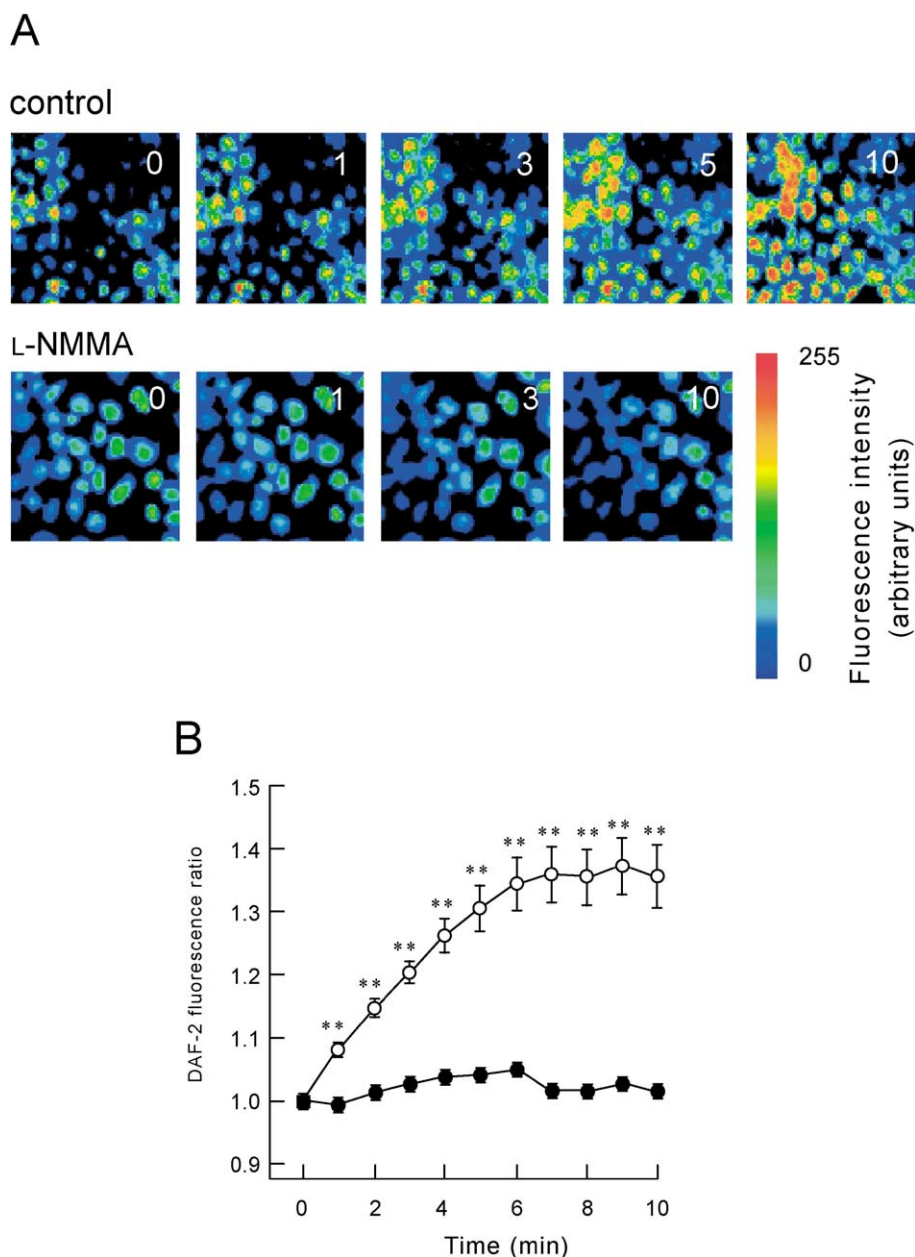 A
control
0 1 3 5 10
L-NMMA
0 1 3 10
255
0
Fluorescence intensity
(arbitrary units)
B
1.5
1.4
1.3
1.2
1.1
1.0
0.9
DAF-2 fluorescence ratio
** ** ** ** ** ** ** ** ** **
0 2 4 6 8 10
Time (min)